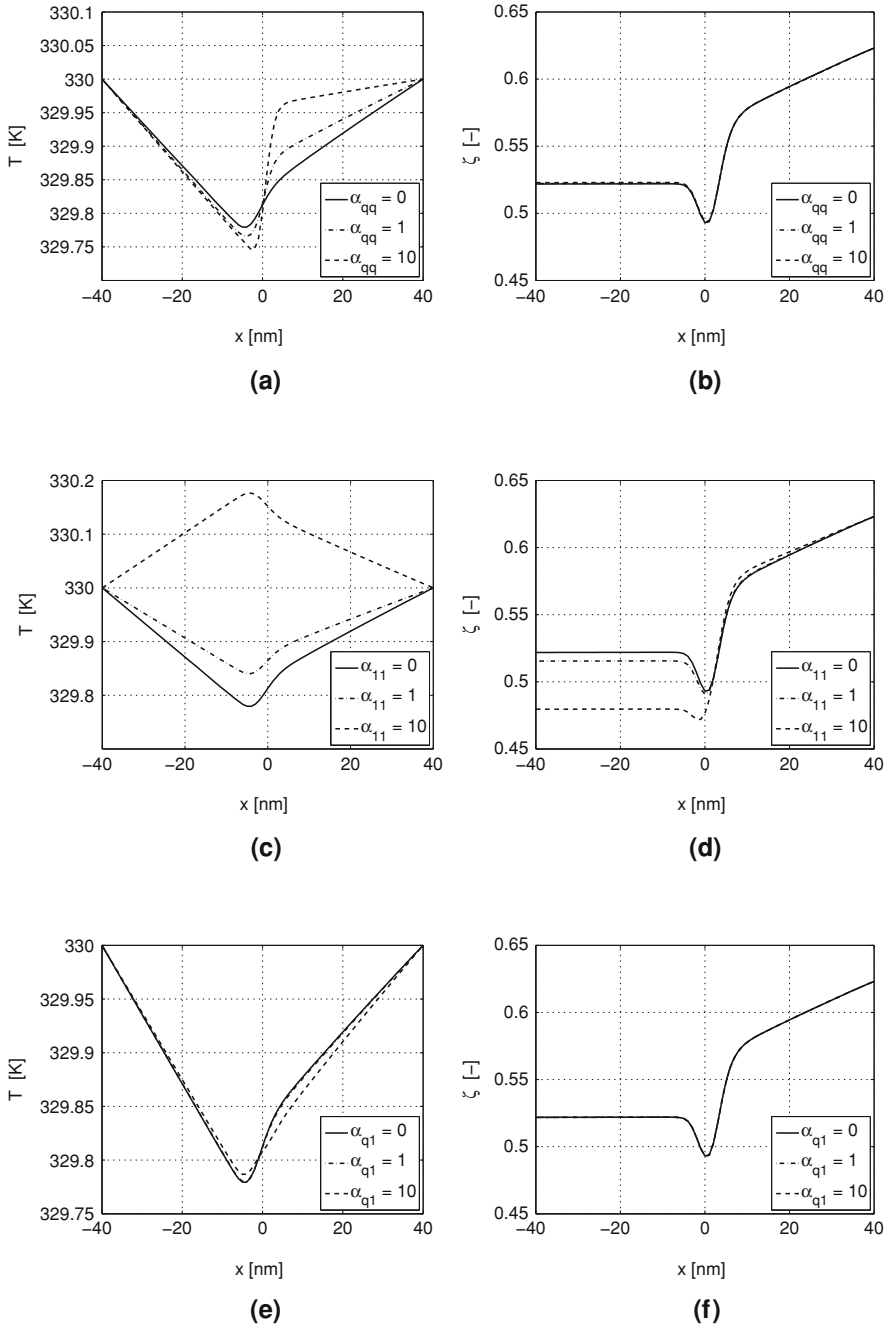 330.1
330.05
330
329.95
329.9
329.85
329.8
329.75
T [K]
−40
−20
0
20
40
x [nm]
α_qq = 0
α_qq = 1
α_qq = 10
(a)
0.65
0.6
0.55
0.5
0.45
ζ [−]
−40
−20
0
20
40
x [nm]
α_qq = 0
α_qq = 1
α_qq = 10
(b)
330.2
330.1
330
329.9
329.8
T [K]
−40
−20
0
20
40
x [nm]
α_11 = 0
α_11 = 1
α_11 = 10
(c)
0.65
0.6
0.55
0.5
0.45
ζ [−]
−40
−20
0
20
40
x [nm]
α_11 = 0
α_11 = 1
α_11 = 10
(d)
330
329.95
329.9
329.85
329.8
329.75
T [K]
−40
−20
0
20
40
x [nm]
α_q1 = 0
α_q1 = 1
α_q1 = 10
(e)
0.65
0.6
0.55
0.5
0.45
ζ [−]
−40
−20
0
20
40
x [nm]
α_q1 = 0
α_q1 = 1
α_q1 = 10
(f)